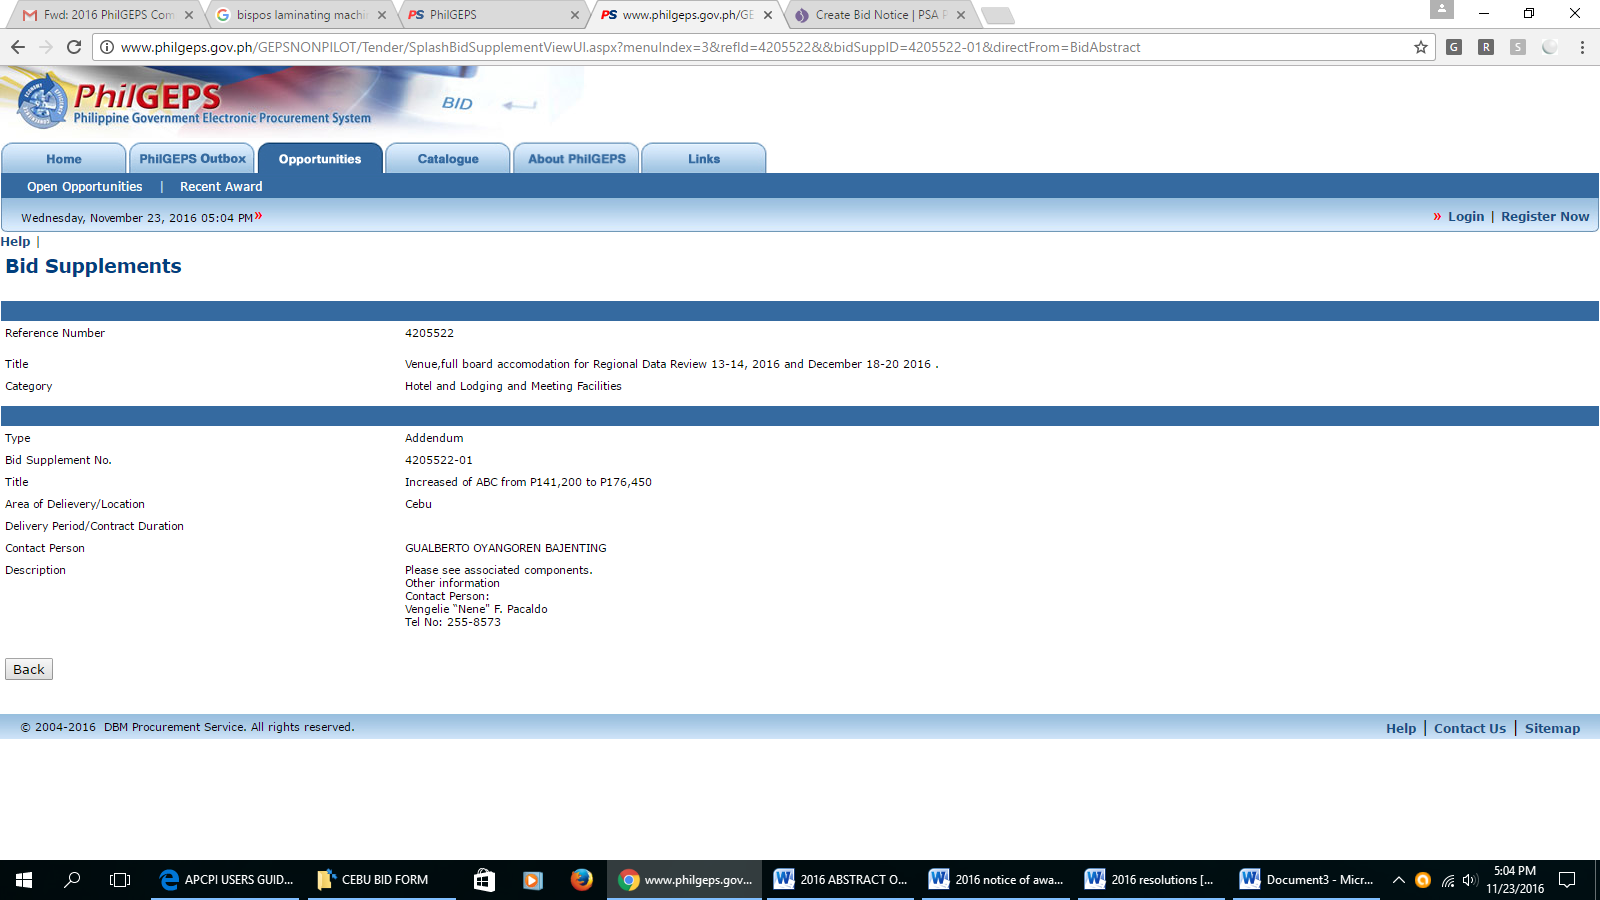 Fwd: 2016 PhilGEPS Com
bispos laminating machi
PhilGEPS
www.philgeps.gov.ph/GE
Create Bid Notice | PSA P
www.philgeps.gov.ph/GEPSNONPILOT/Tender/SplashBidSupplementViewUI.aspx?menuIndex=3&refId=4205522&&bidSuppID=4205522-01&directFrom=BidAbstract
PhilGEPS
Philippine Government Electronic Procurement System
BID
Home
PhilGEPS Outbox
Opportunities
Catalogue
About PhilGEPS
Links
Open Opportunities | Recent Award
Wednesday, November 23, 2016 05:04 PM»
» Login | Register Now
Help |
Bid Supplements
Reference Number 4205522
Title Venue,full board accomodation for Regional Data Review 13-14, 2016 and December 18-20 2016 .
Category Hotel and Lodging and Meeting Facilities
Type Addendum
Bid Supplement No. 4205522-01
Title Increased of ABC from P141,200 to P176,450
Area of Delievery/Location Cebu
Delivery Period/Contract Duration
Contact Person GUALBERTO OYANGOREN BAJENTING
Description Please see associated components.
Other information
Contact Person:
Vengelie “Nene" F. Pacaldo
Tel No: 255-8573
Back
© 2004-2016 DBM Procurement Service. All rights reserved.
Help | Contact Us | Sitemap
APCPI USERS GUID...
CEBU BID FORM
www.philgeps.gov...
2016 ABSTRACT O...
2016 notice of awa...
2016 resolutions [...
Document3 - Micr...
5:04 PM
11/23/2016